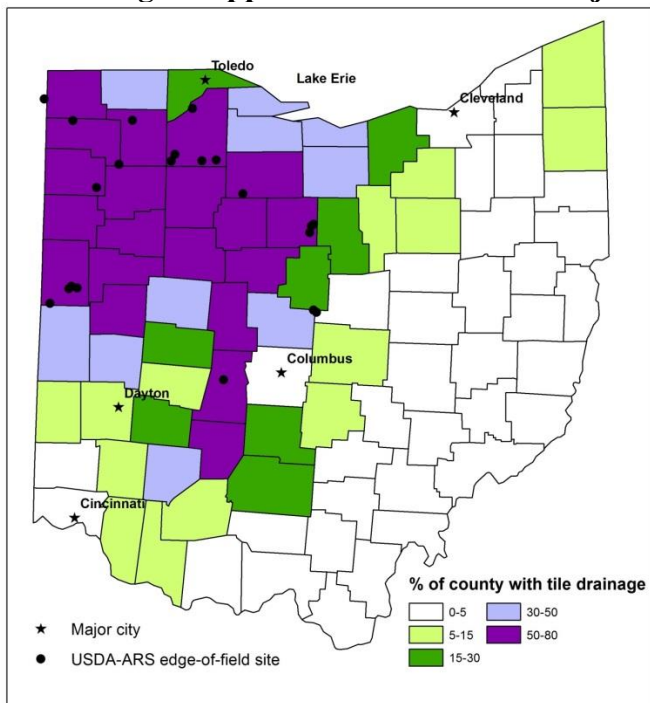 Toledo
Lake Erie
Cleveland
Columbus
Dayton
Cincinnati
% of county with tile drainage
0-5
30-50
5-15
50-80
15-30
Major city
USDA-ARS edge-of-field site